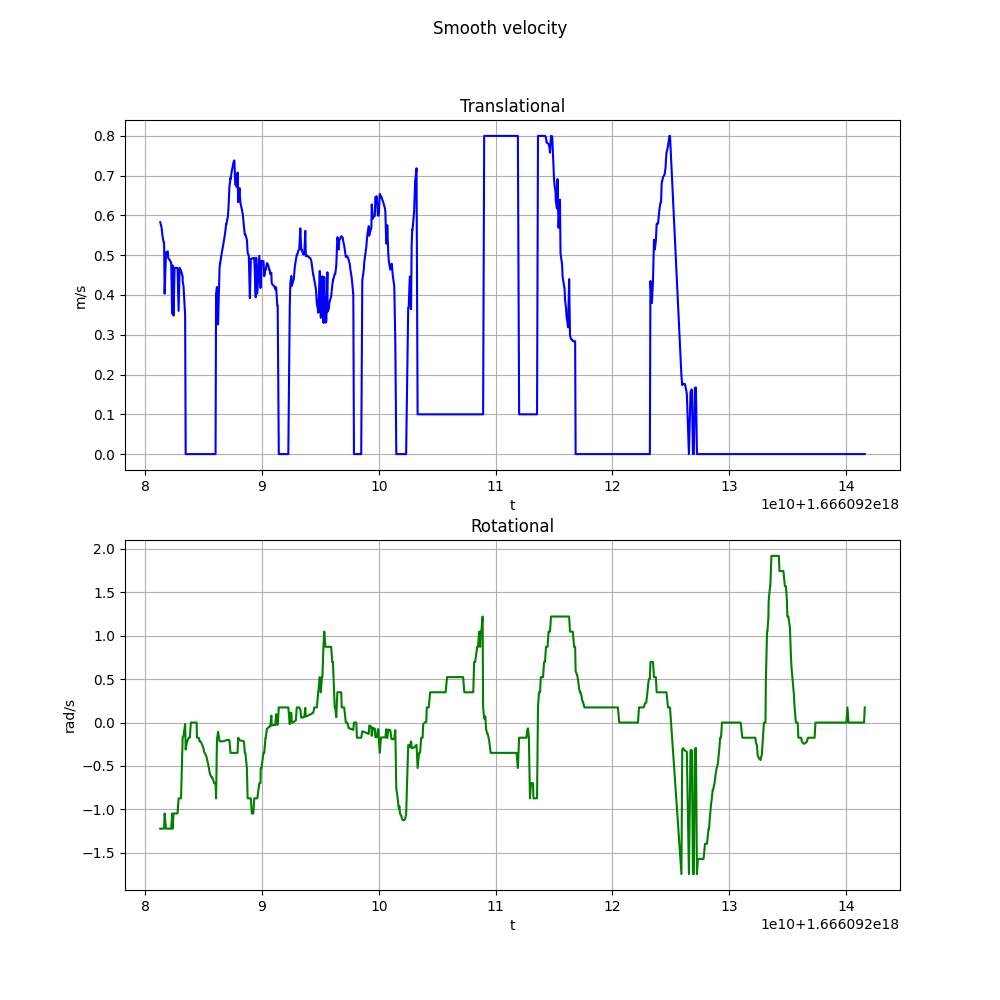 Smooth velocity
Translational
0.8
0.7
0.6
0.5
0.4
0.3
0.2
0.1
0.0
m/s
8 9 10 11 12 13 14
t
1e10+1.666092e18
Rotational
2.0
1.5
1.0
0.5
0.0
−0.5
−1.0
−1.5
rad/s
8 9 10 11 12 13 14
t
1e10+1.666092e18